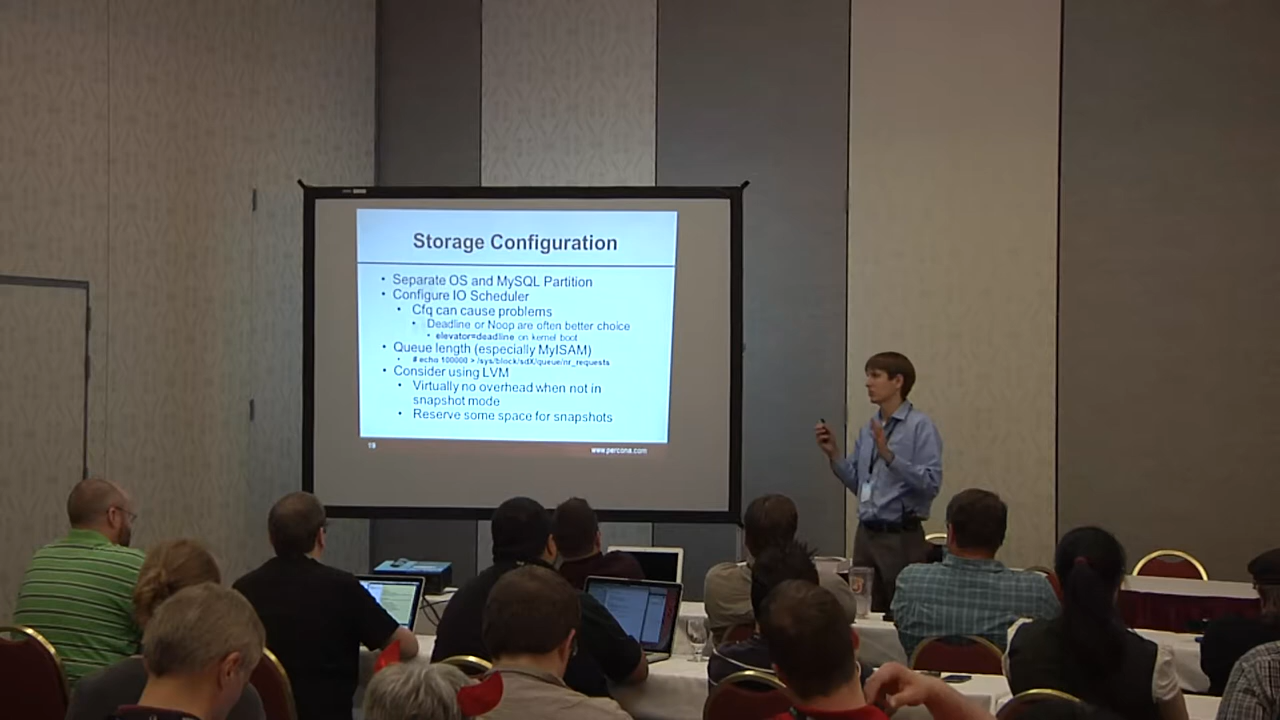 Storage Configuration
• Separate OS and MySQL Partition
• Configure IO Scheduler
• Cfq can cause problems
• Deadline or Noop are often better choice
• elevator=deadline on kernel boot
• Queue length (especially MyISAM)
• # echo 100000 > /sys/block/sdX/queue/nr_requests
• Consider using LVM
• Virtually no overhead when not in
snapshot mode
• Reserve some space for snapshots
19
www.percona.com